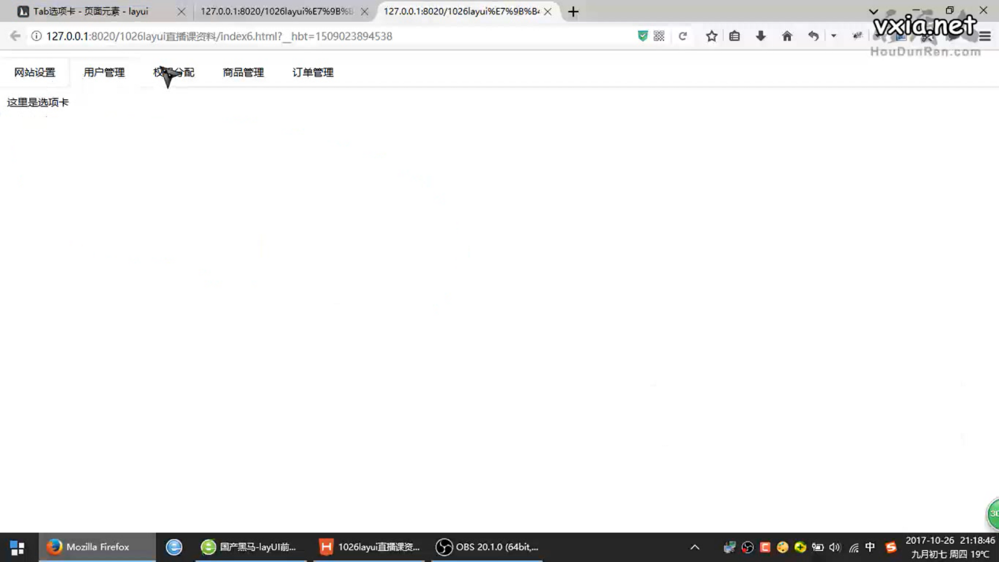 Tab选项卡 - 页面元素 - layui
127.0.0.1:8020/1026layui%E7%9B%B
127.0.0.1:8020/1026layui%E7%9B%B4
vxia.net
HouDunRen.com
127.0.0.1:8020/1026layui直播课资料/index6.html?__hbt=1509023894538
网站设置
用户管理
权限分配
商品管理
订单管理
这里是选项卡
30
Mozilla Firefox
国产黑马-layUI前...
1026layui直播课资...
OBS 20.1.0 (64bit,...
中
2017-10-26 21:18:46
九月初七 周四 19℃